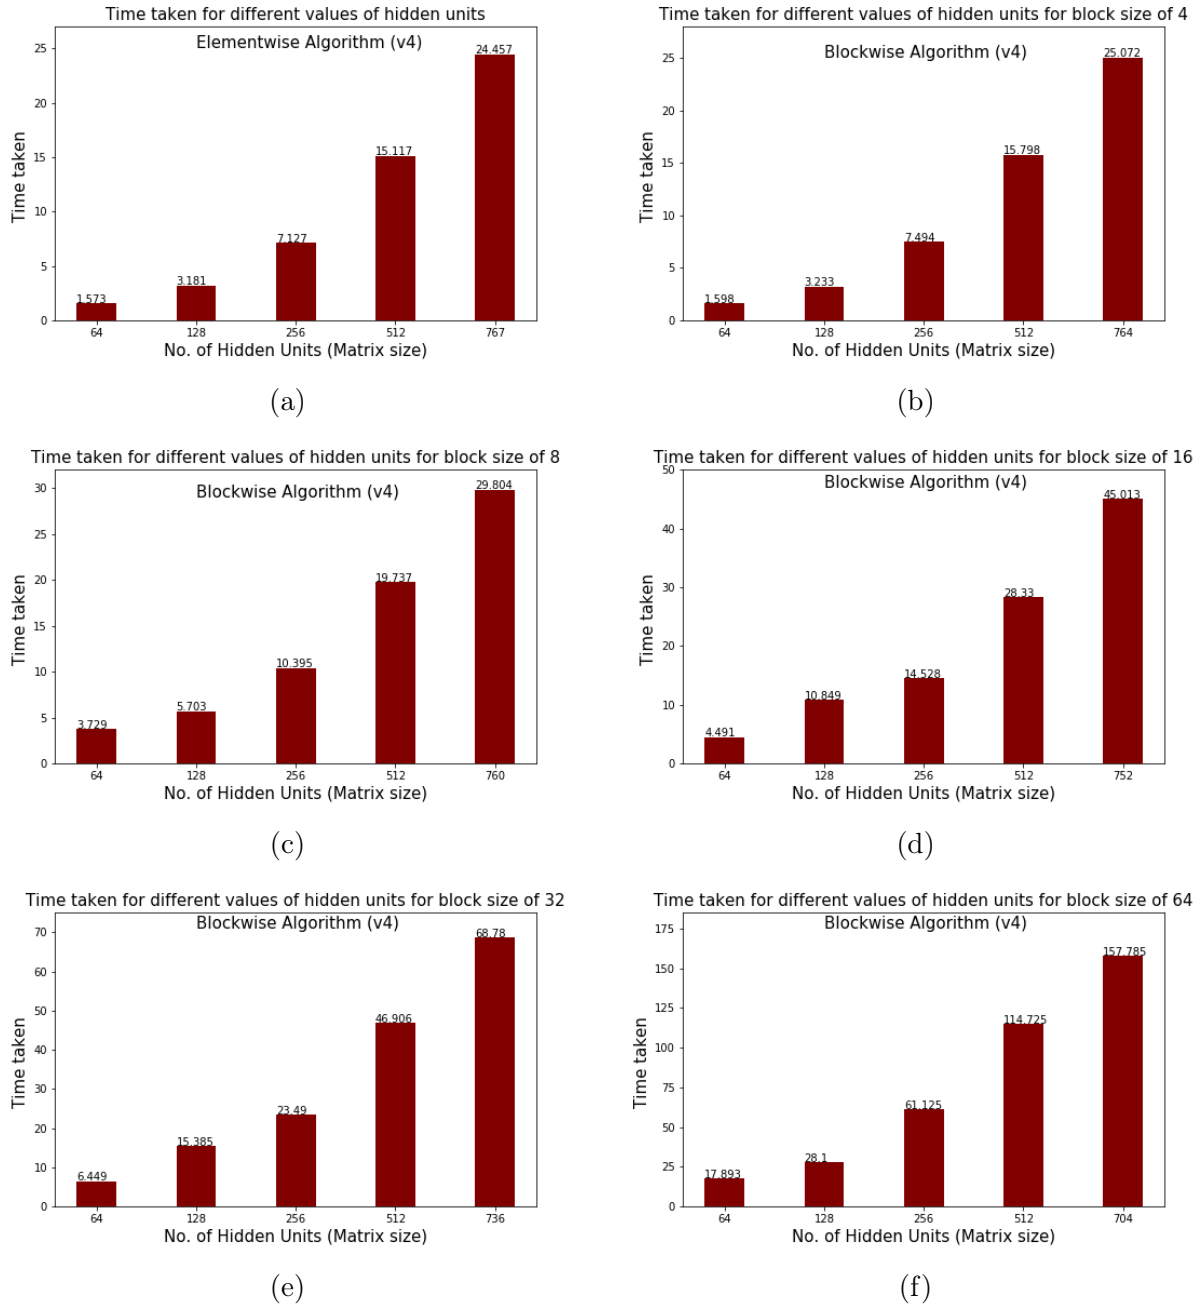 Time taken for different values of hidden units
Elementwise Algorithm (v4)
Time taken
25
20
15
10
5
0
1.573
3.181
7.127
15.117
24.457
64 128 256 512 767
No. of Hidden Units (Matrix size)
(a)
Time taken for different values of hidden units for block size of 4
Blockwise Algorithm (v4)
Time taken
25
20
15
10
5
0
1.598
3.233
7.494
15.798
25.072
64 128 256 512 764
No. of Hidden Units (Matrix size)
(b)
Time taken for different values of hidden units for block size of 8
Blockwise Algorithm (v4)
Time taken
30
25
20
15
10
5
0
3.729
5.703
10.395
19.737
29.804
64 128 256 512 760
No. of Hidden Units (Matrix size)
(c)
Time taken for different values of hidden units for block size of 16
Blockwise Algorithm (v4)
Time taken
50
40
30
20
10
0
4.491
10.849
14.528
28.33
45.013
64 128 256 512 752
No. of Hidden Units (Matrix size)
(d)
Time taken for different values of hidden units for block size of 32
Blockwise Algorithm (v4)
Time taken
70
60
50
40
30
20
10
0
6.449
15.385
23.49
46.906
68.78
64 128 256 512 736
No. of Hidden Units (Matrix size)
(e)
Time taken for different values of hidden units for block size of 64
Blockwise Algorithm (v4)
Time taken
175
150
125
100
75
50
25
0
17.893
28.1
61.125
114.725
157.785
64 128 256 512 704
No. of Hidden Units (Matrix size)
(f)